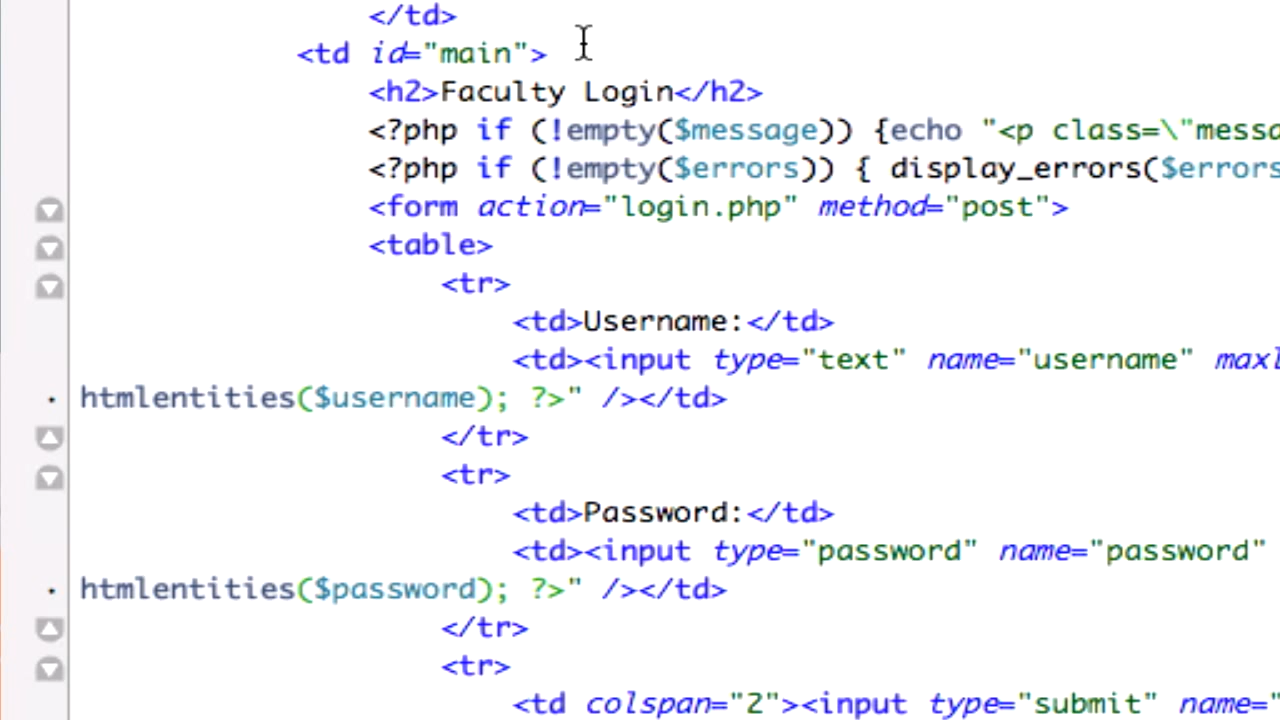 </td>
<td id="main">
<h2>Faculty Login</h2>
<?php if (!empty($message)) {echo "<p class=\"messa
<?php if (!empty($errors)) { display_errors($errors
<form action="login.php" method="post">
<table>
<tr>
<td>Username:</td>
<td><input type="text" name="username" maxl
htmlentities($username); ?>" /></td>
</tr>
<tr>
<td>Password:</td>
<td><input type="password" name="password"
htmlentities($password); ?>" /></td>
</tr>
<tr>
<td colspan="2"><input type="submit" name="